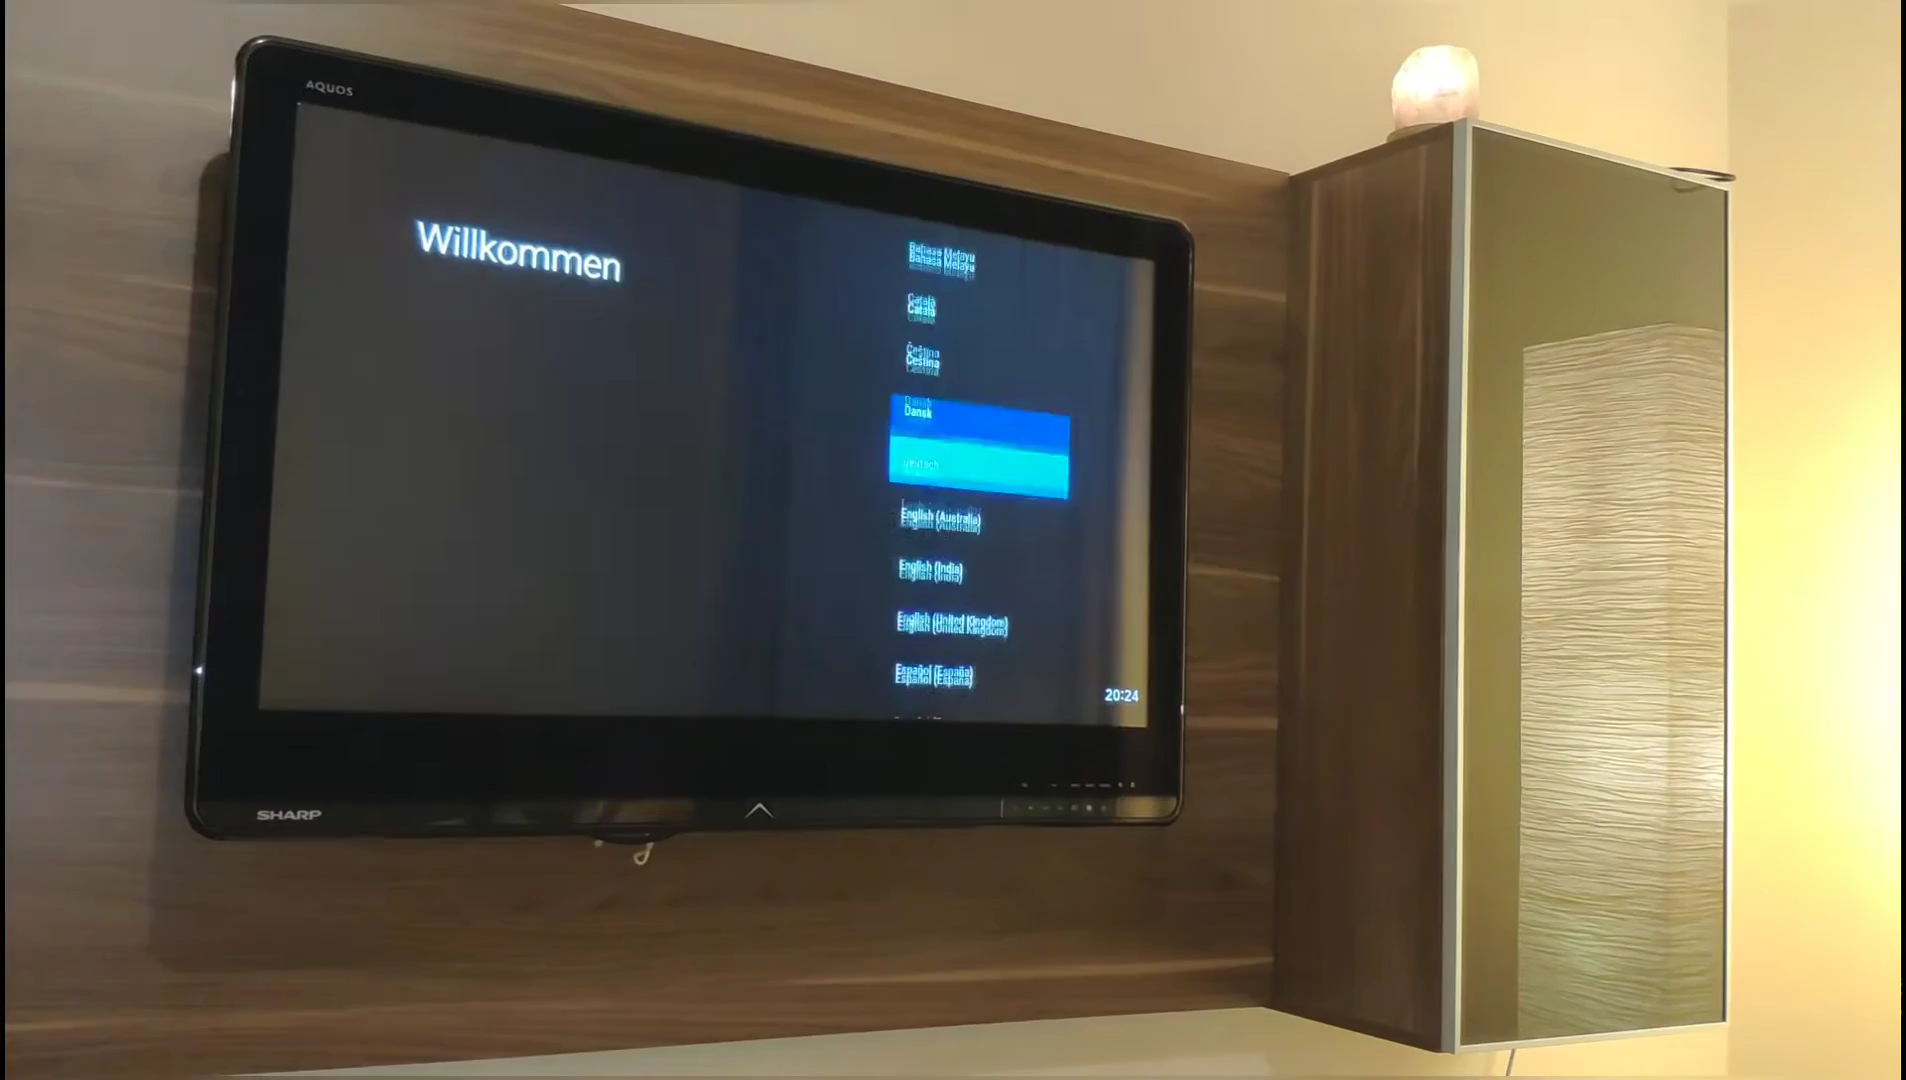 AQUOS
Willkommen
Bahasa Melayu
Català
Čeština
Dansk
Deutsch
English (Australia)
English (India)
English (United Kingdom)
Español (España)
20:24
SHARP